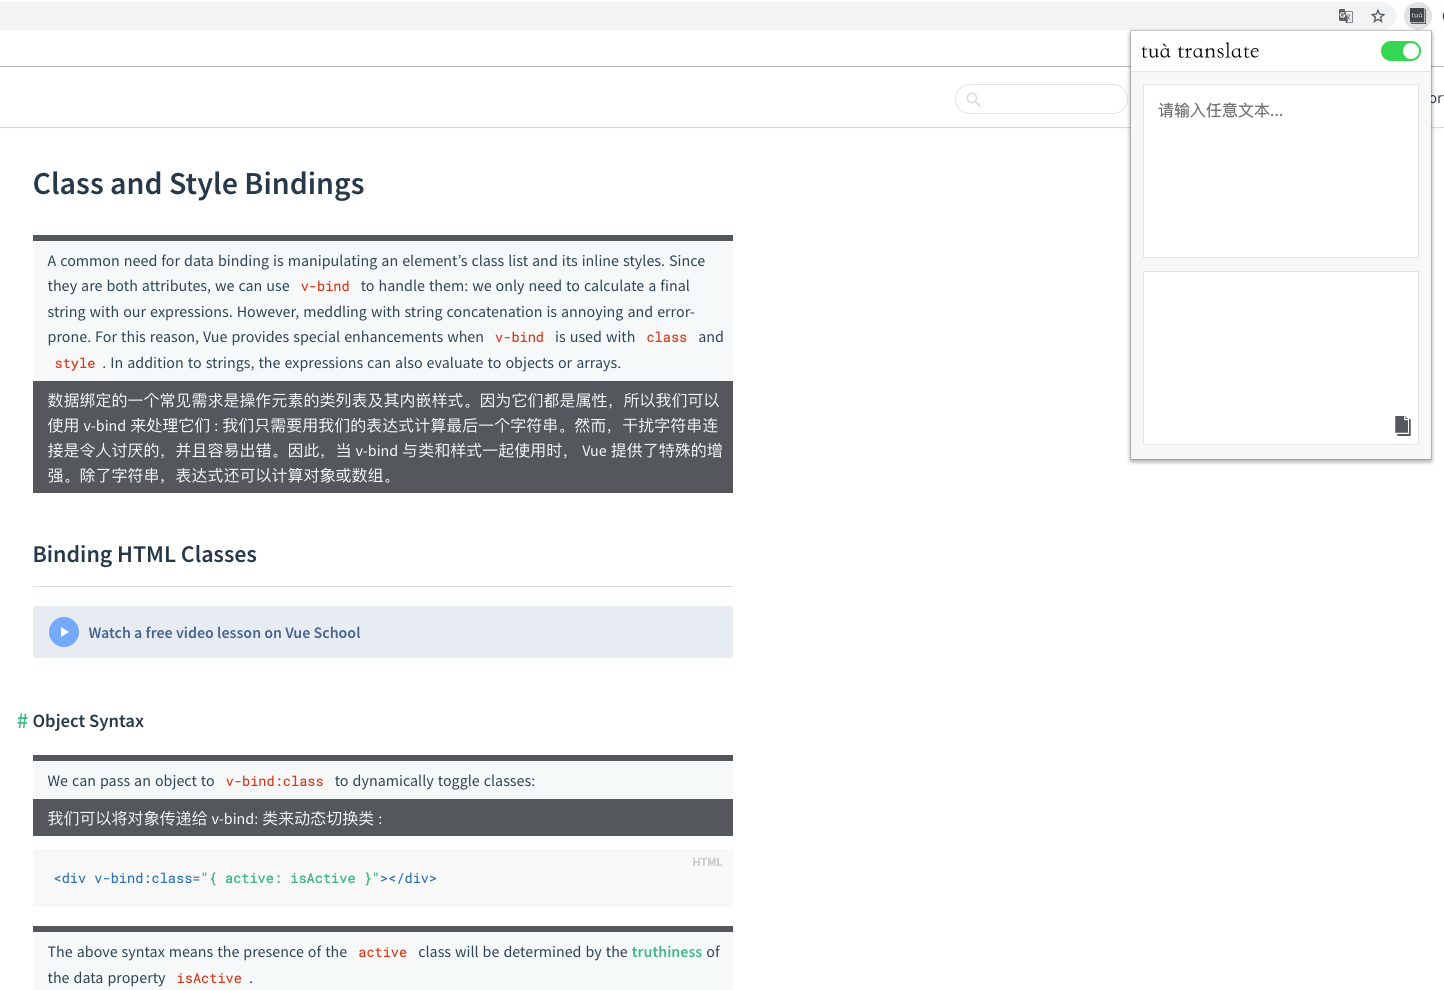 tuà
tuà translate
请输入任意文本...
Class and Style Bindings
A common need for data binding is manipulating an element’s class list and its inline styles. Since
they are both attributes, we can use v-bind to handle them: we only need to calculate a final
string with our expressions. However, meddling with string concatenation is annoying and error-
prone. For this reason, Vue provides special enhancements when v-bind is used with class and
style . In addition to strings, the expressions can also evaluate to objects or arrays.
数据绑定的一个常见需求是操作元素的类列表及其内嵌样式。因为它们都是属性，所以我们可以
使用 v-bind 来处理它们 : 我们只需要用我们的表达式计算最后一个字符串。然而，干扰字符串连
接是令人讨厌的，并且容易出错。因此，当 v-bind 与类和样式一起使用时， Vue 提供了特殊的增
强。除了字符串，表达式还可以计算对象或数组。
Binding HTML Classes
Watch a free video lesson on Vue School
# Object Syntax
We can pass an object to v-bind:class to dynamically toggle classes:
我们可以将对象传递给 v-bind: 类来动态切换类 :
HTML
<div v-bind:class="{ active: isActive }"></div>
The above syntax means the presence of the active class will be determined by the truthiness of
the data property isActive .